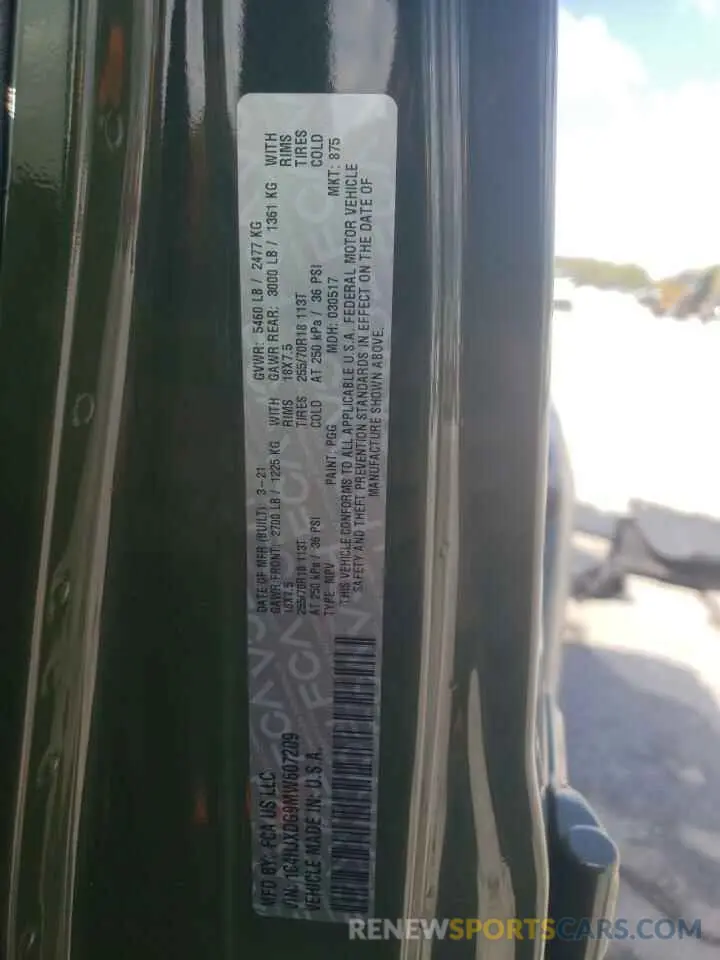 MFD BY: FCA US LLC
DATE OF MFR (BUILT): 3-21 GVWR: 5460 LB / 2477 KG
GAWR FRONT: 2700 LB / 1225 KG GAWR REAR: 3000 LB / 1361 KG WITH
18X7.5 RIMS 18X7.5 RIMS
255/70R18 113T TIRES 255/70R18 113T TIRES
AT 250 kPa / 36 PSI COLD AT 250 kPa / 36 PSI COLD
TYPE: MPV PAINT: PGG MDH: 030517 MKT: 875
THIS VEHICLE CONFORMS TO ALL APPLICABLE U.S.A. FEDERAL MOTOR VEHICLE
SAFETY AND THEFT PREVENTION STANDARDS IN EFFECT ON THE DATE OF
MANUFACTURE SHOWN ABOVE.
1C4HJXDG9MW607209
VEHICLE MADE IN: U.S.A.
RENEWSPORTSCARS.COM